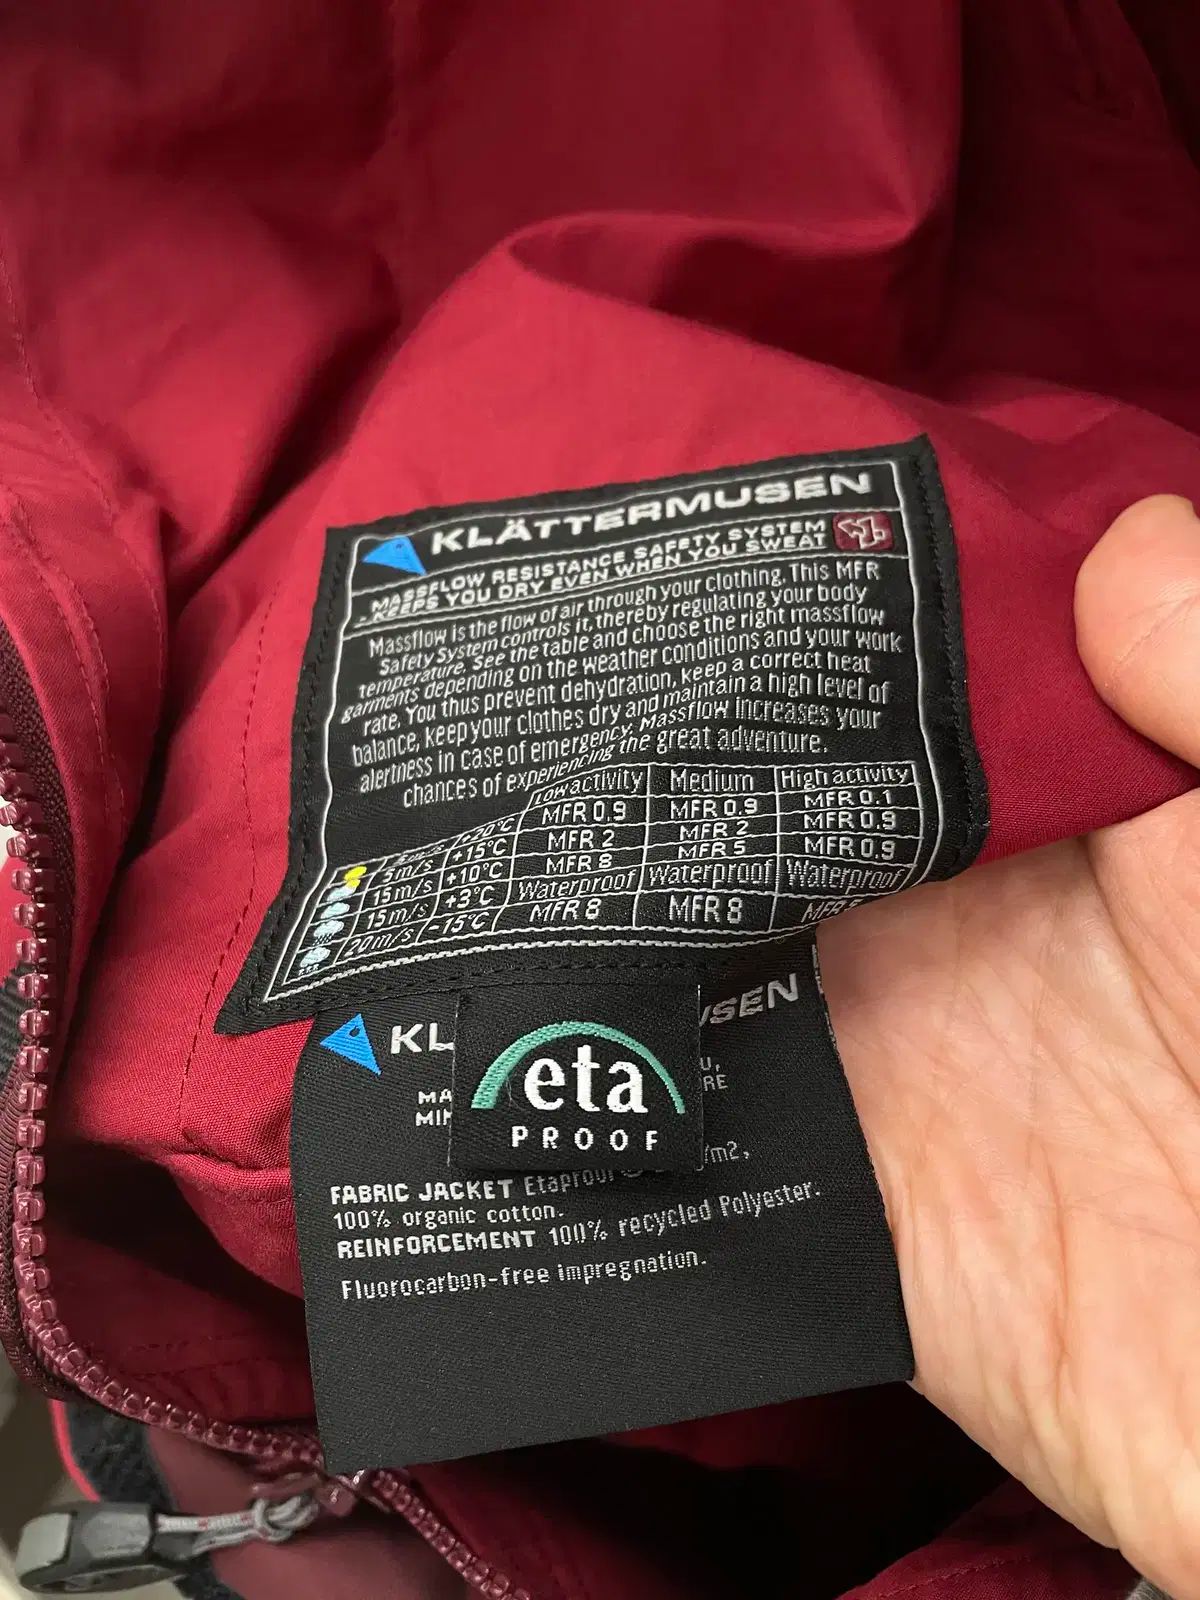 KLÄTTERMUSEN
MASSFLOW RESISTANCE SAFETY SYSTEM
- KEEPS YOU DRY EVEN WHEN YOU SWEAT
Massflow is the flow of air through your clothing. This MFR
Safety System controls it, thereby regulating your body
temperature. See the table and choose the right massflow
garments depending on the weather conditions and your work
rate. You thus prevent dehydration, keep a correct heat
balance, keep your clothes dry and maintain a high level of
alertness in case of emergency. Massflow increases your
chances of experiencing the great adventure.
Low activity Medium High activity
+20°C MFR 0.9 MFR 0.9 MFR 0.1
5m/s +15°C MFR 2 MFR 2 MFR 0.9
15m/s +10°C MFR 8 MFR 5 MFR 0.9
15m/s +3°C Waterproof Waterproof Waterproof
20m/s -15°C MFR 8 MFR 8 MFR
KL USEN
eta
PROOF
MA U,
MIN RE
/m2,
FABRIC JACKET Etaproof
100% organic cotton.
REINFORCEMENT 100% recycled Polyester.
Fluorocarbon-free impregnation.